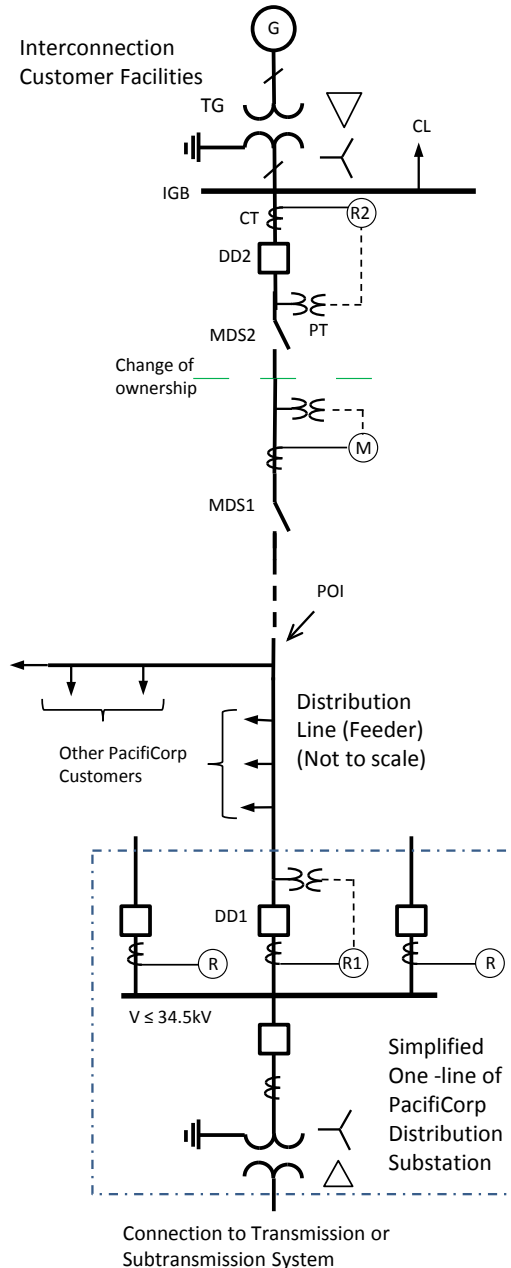 G
Interconnection
Customer Facilities
TG
CL
IGB
CT
R2
DD2
PT
MDS2
Change of
ownership
M
MDS1
POI
Distribution
Line (Feeder)
(Not to scale)
Other PacifiCorp
Customers
DD1
R
R1
R
V ≤ 34.5kV
Simplified
One -line of
PacifiCorp
Distribution
Substation
Connection to Transmission or
Subtransmission System